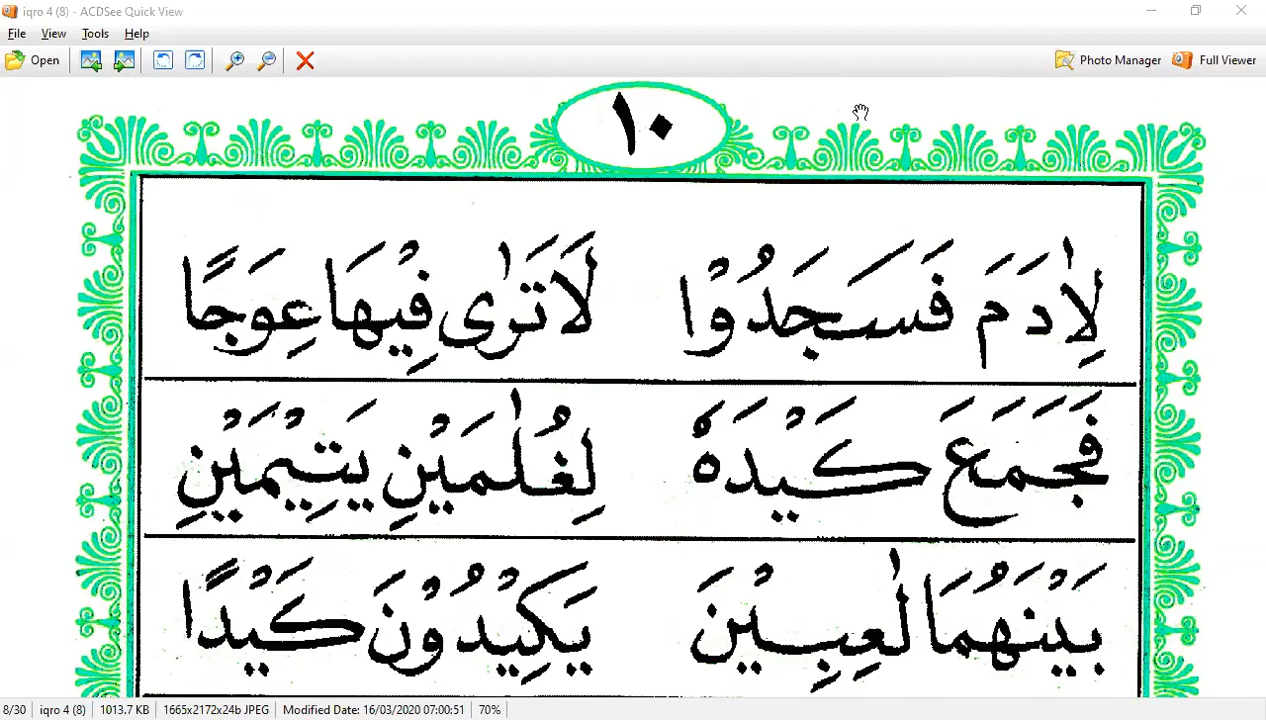 iqro 4 (8) - ACDSee Quick View
File View Tools Help
Open Photo Manager Full Viewer
١٠
لِاٰدَمَ فَسَجَدُوْا لَاتَرٰى فِيْهَاعِوَجًا
فَجَمَعَ كَيْدَهٗ لِغُلٰمَيْنِ يَتِيْمَيْنِ
بَيْنَهُمَا لٰعِبِيْنَ يَكِيْدُوْنَ كَيْدًا
8/30 iqro 4 (8) 1013.7 KB 1665x2172x24b JPEG Modified Date: 16/03/2020 07:00:51 70%